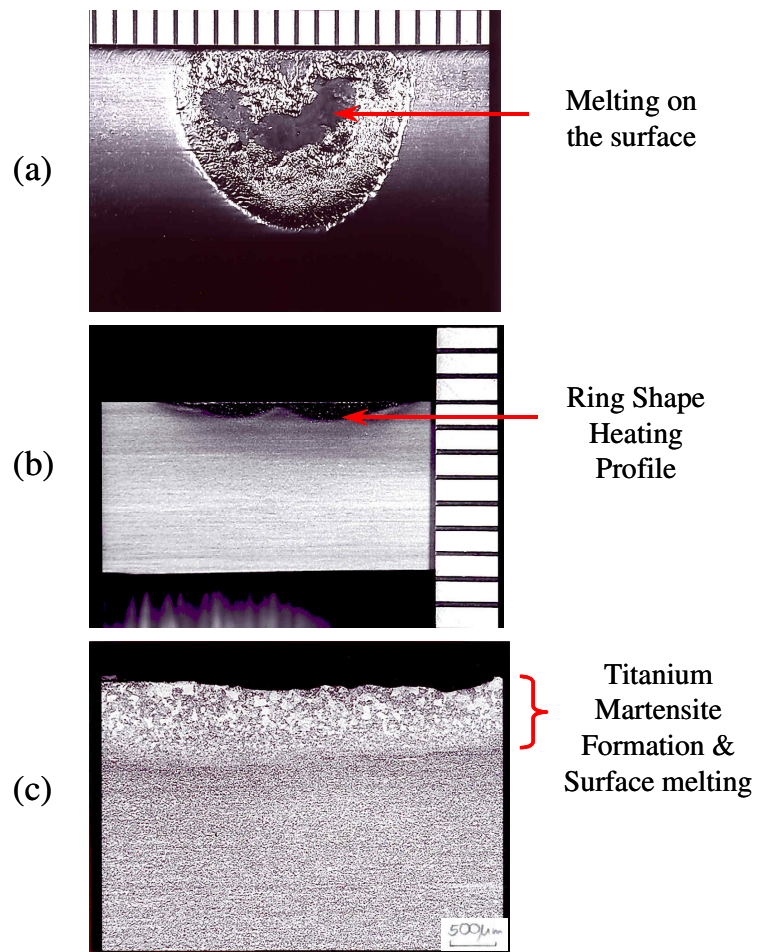 (a)
Melting on
the surface
(b)
Ring Shape
Heating
Profile
(c)
Titanium
Martensite
Formation &
Surface melting
500μm